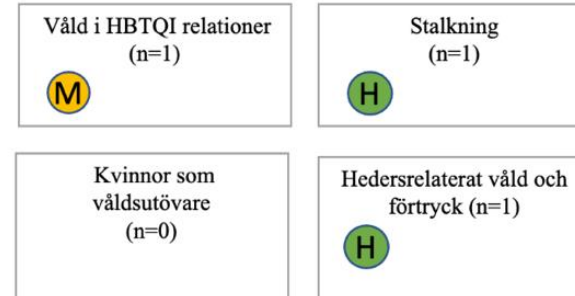 Våld i HBTQI relationer
(n=1)
M
Stalkning
(n=1)
H
Kvinnor som
våldsutövare
(n=0)
Hedersrelaterat våld och
förtryck (n=1)
H